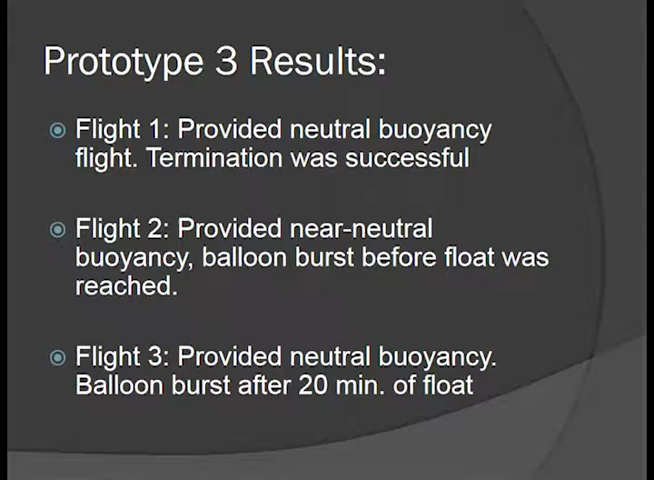 Prototype 3 Results:
Flight 1: Provided neutral buoyancy
flight. Termination was successful
Flight 2: Provided near-neutral
buoyancy, balloon burst before float was
reached.
Flight 3: Provided neutral buoyancy.
Balloon burst after 20 min. of float